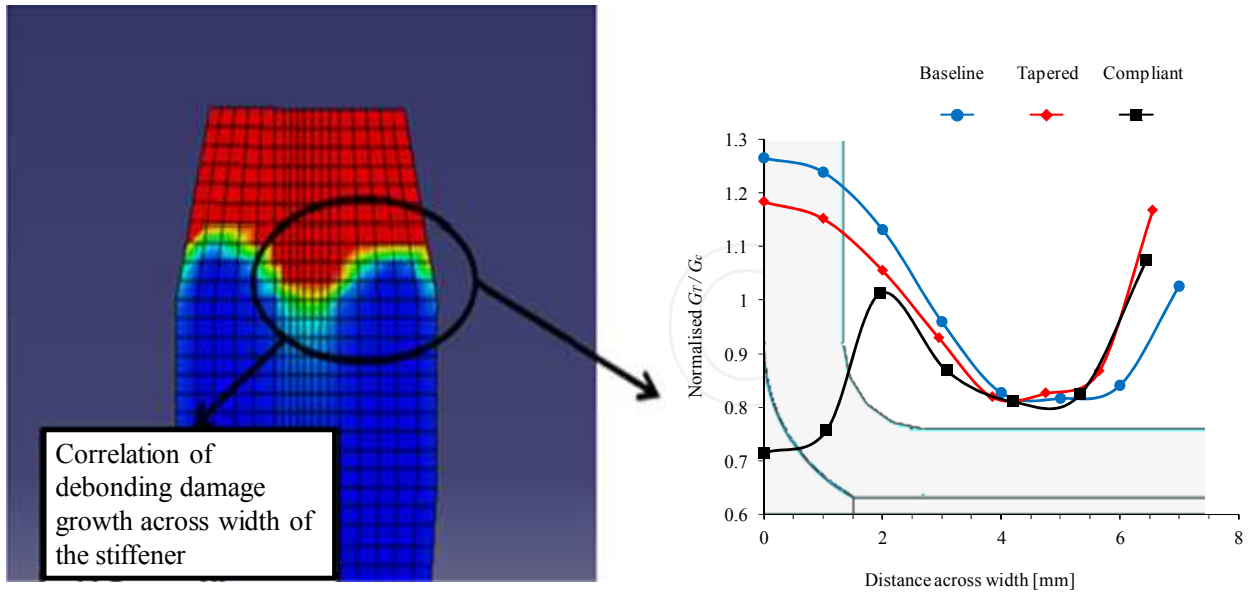 Correlation of
debonding damage
growth across width of
the stiffener
Baseline Tapered Compliant
Normalised GT / Gc
1.3
1.2
1.1
1
0.9
0.8
0.7
0.6
0 2 4 6 8
Distance across width [mm]